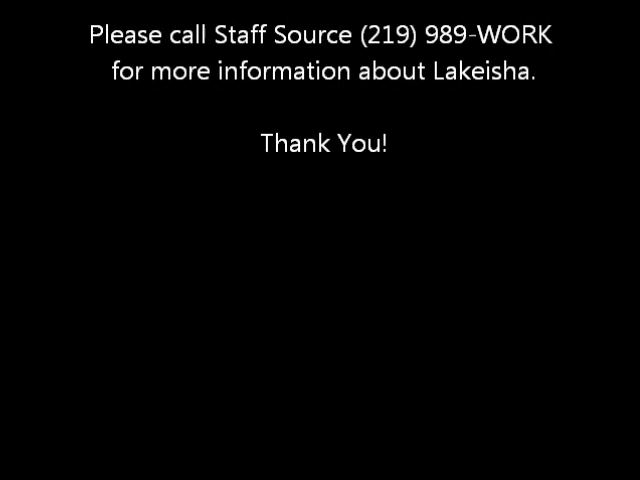 Please call Staff Source (219) 989-WORK
for more information about Lakeisha.
Thank You!